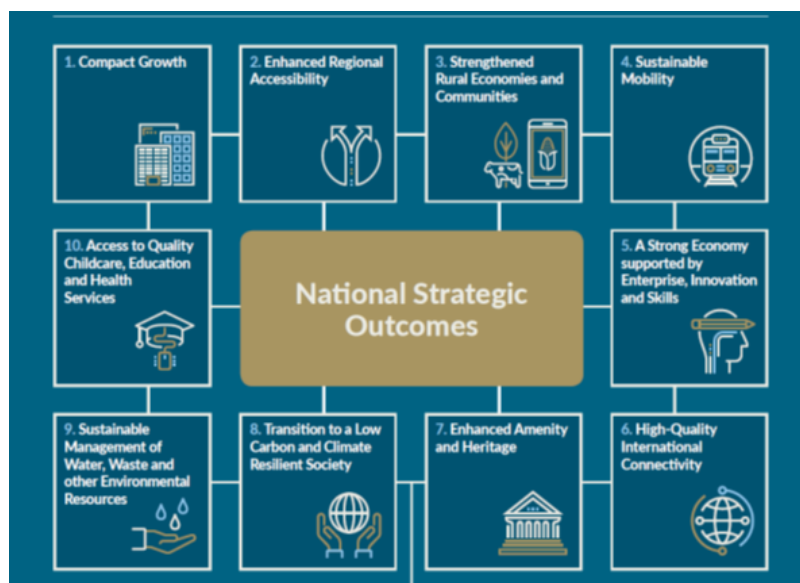 1. Compact Growth
2. Enhanced Regional
Accessibility
3. Strengthened
Rural Economies and
Communities
4. Sustainable
Mobility
10. Access to Quality
Childcare, Education
and Health
Services
National Strategic
Outcomes
5. A Strong Economy
supported by
Enterprise, Innovation
and Skills
9. Sustainable
Management of
Water, Waste and
other Environmental
Resources
8. Transition to a Low
Carbon and Climate
Resilient Society
7. Enhanced Amenity
and Heritage
6. High-Quality
International
Connectivity